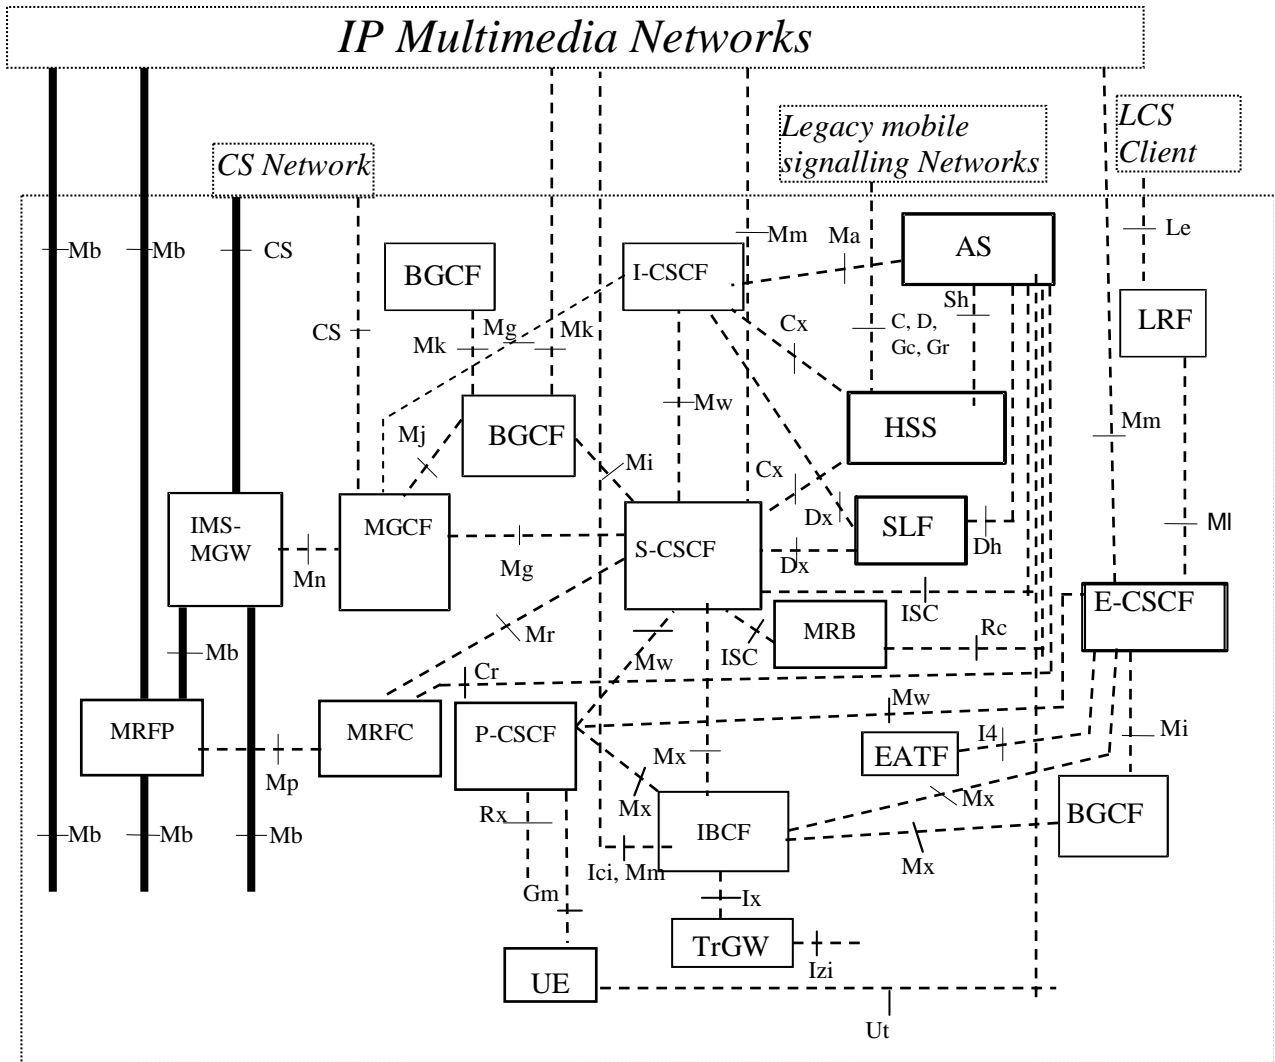 IP Multimedia Networks
LCS
Client
Legacy mobile
signalling Networks
CS Network
Mb
Mb
CS
Mm
Ma
AS
Le
BGCF
I-CSCF
Sh
LRF
CS
Mk
Mg
Mk
Cx
C, D,
Gc, Gr
Mw
HSS
Mm
Mj
BGCF
Mi
Cx
IMS-
MGW
MGCF
Dx
SLF
Dh
Ml
S-CSCF
Mn
Mg
Dx
ISC
E-CSCF
Mr
MRB
Rc
Mb
Mw
ISC
Cr
Mw
MRFP
MRFC
P-CSCF
I4
Mi
EATF
Mp
Mx
Mx
Mx
BGCF
Rx
IBCF
Mb
Mb
Mb
Ici, Mm
Mx
Gm
Ix
TrGW
Izi
UE
Ut